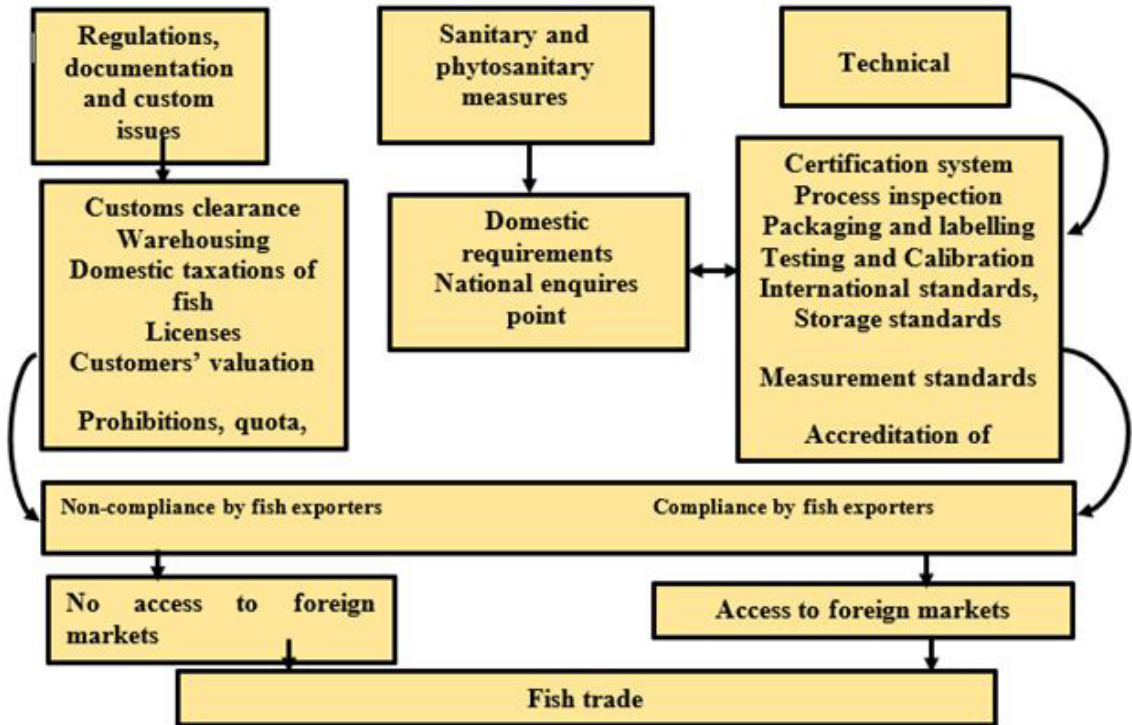 Regulations,
documentation
and custom
issues
Sanitary and
phytosanitary
measures
Technical
Customs clearance
Warehousing
Domestic taxations of
fish
Licenses
Customers’ valuation
Prohibitions, quota,
Domestic
requirements
National enquires
point
Certification system
Process inspection
Packaging and labelling
Testing and Calibration
International standards,
Storage standards
Measurement standards
Accreditation of
Non-compliance by fish exporters
Compliance by fish exporters
No access to foreign
markets
Access to foreign markets
Fish trade